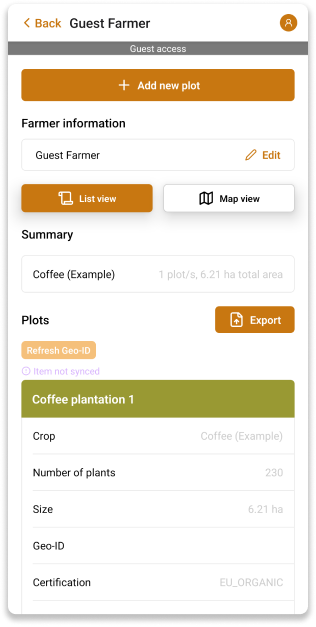 Back Guest Farmer
Guest access
Add new plot
Farmer information
Guest Farmer Edit
List view Map view
Summary
Coffee (Example) 1 plot/s, 6.21 ha total area
Plots Export
Refresh Geo-ID
Item not synced
Coffee plantation 1
Crop Coffee (Example)
Number of plants 230
Size 6.21 ha
Geo-ID
Certification EU_ORGANIC